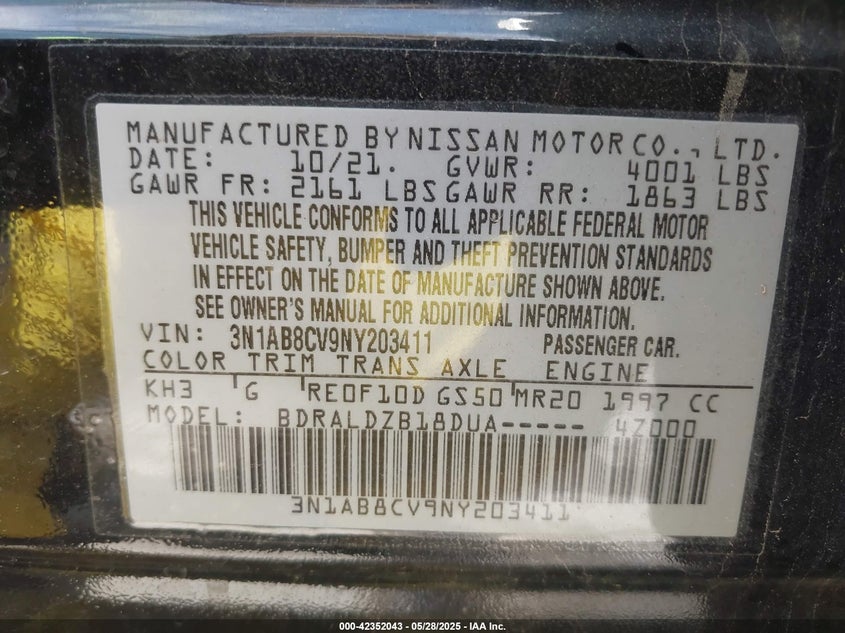 MANUFACTURED BY NISSAN MOTOR CO., LTD.
DATE: 10/21. GVWR: 4001 LBS
GAWR FR: 2161 LBS GAWR RR: 1863 LBS
THIS VEHICLE CONFORMS TO ALL APPLICABLE FEDERAL MOTOR
VEHICLE SAFETY, BUMPER AND THEFT PREVENTION STANDARDS
IN EFFECT ON THE DATE OF MANUFACTURE SHOWN ABOVE.
SEE OWNER'S MANUAL FOR ADDITIONAL INFORMATION.
VIN: 3N1AB8CV9NY203411 PASSENGER CAR.
COLOR TRIM TRANS AXLE ENGINE
KH3 G RE0F10D GS50 MR20 1997 CC
MODEL: BDRALDZB18DUA----- 4Z000
3N1AB8CV9NY203411
000-42352043 | 05/28/2025 - IAA Inc.